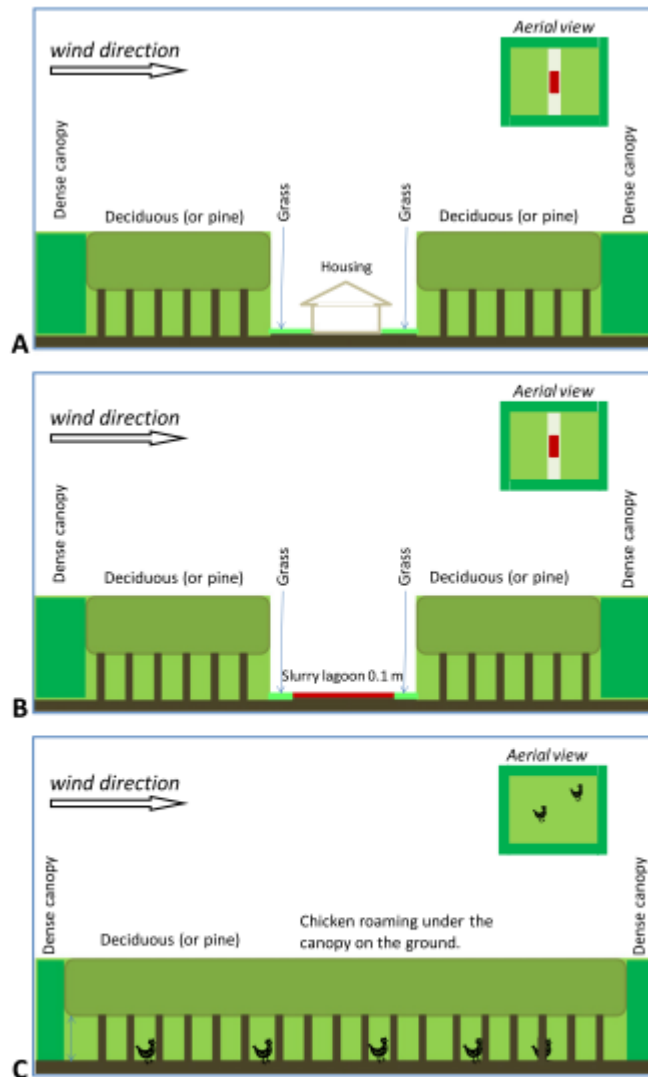 Aerial view
wind direction
Dense canopy
Deciduous (or pine)
Grass
Grass
Deciduous (or pine)
Dense canopy
Housing
A
Aerial view
wind direction
Dense canopy
Deciduous (or pine)
Grass
Grass
Deciduous (or pine)
Dense canopy
Slurry lagoon 0.1 m
B
Aerial view
wind direction
Dense canopy
Deciduous (or pine)
Chicken roaming under the
canopy on the ground.
Dense canopy
C